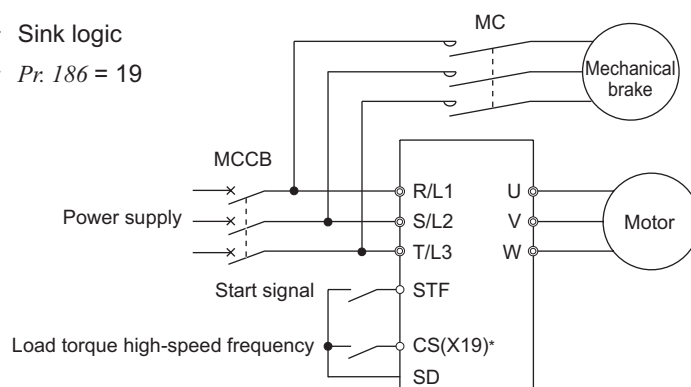 Sink logic
MC
Pr. 186 = 19
Mechanical
brake
MCCB
R/L1
U
Power supply
S/L2
V
Motor
T/L3
W
Start signal
STF
Load torque high-speed frequency
CS(X19)*
SD